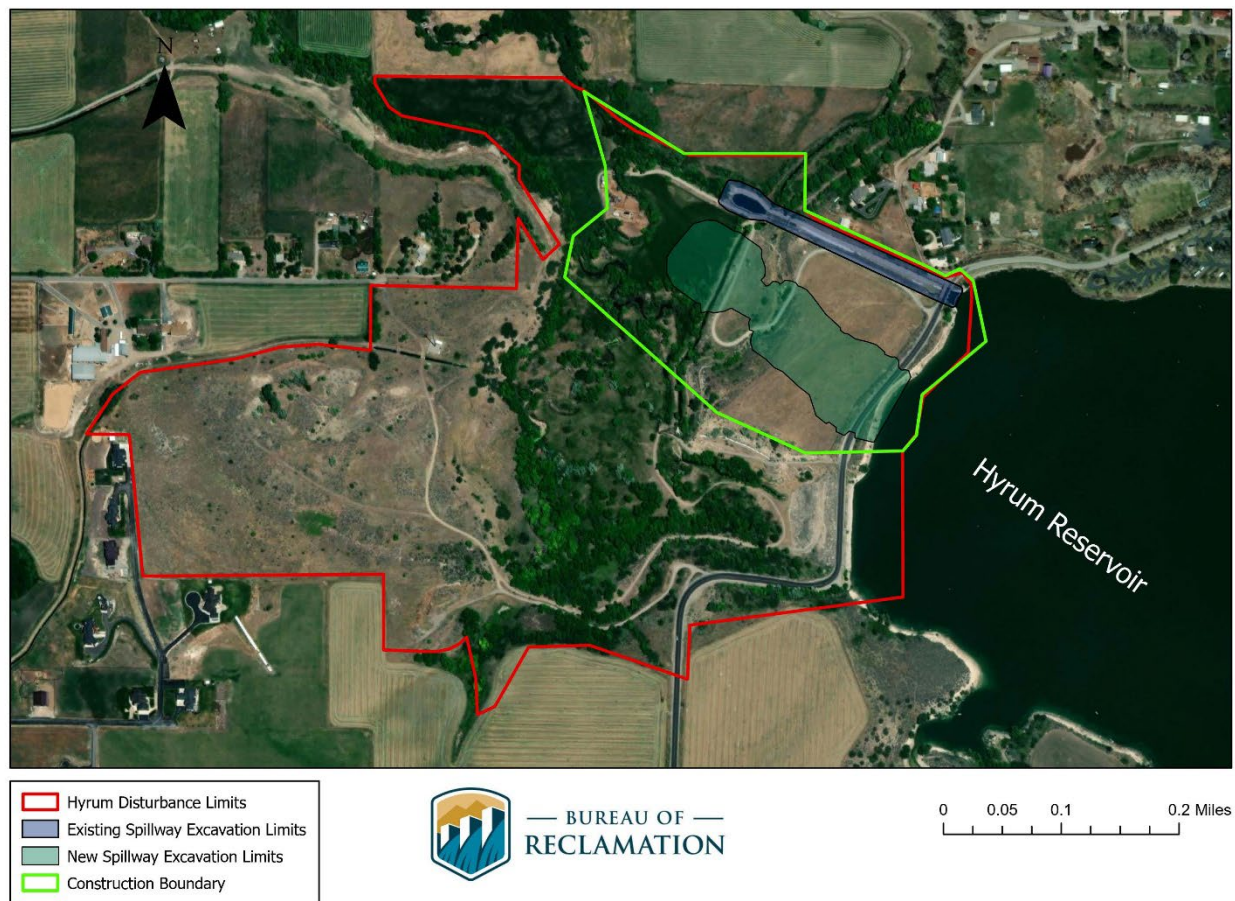 N
Hyrum Reservoir
Hyrum Disturbance Limits
Existing Spillway Excavation Limits
New Spillway Excavation Limits
Construction Boundary
BUREAU OF
RECLAMATION
0 0.05 0.1 0.2 Miles